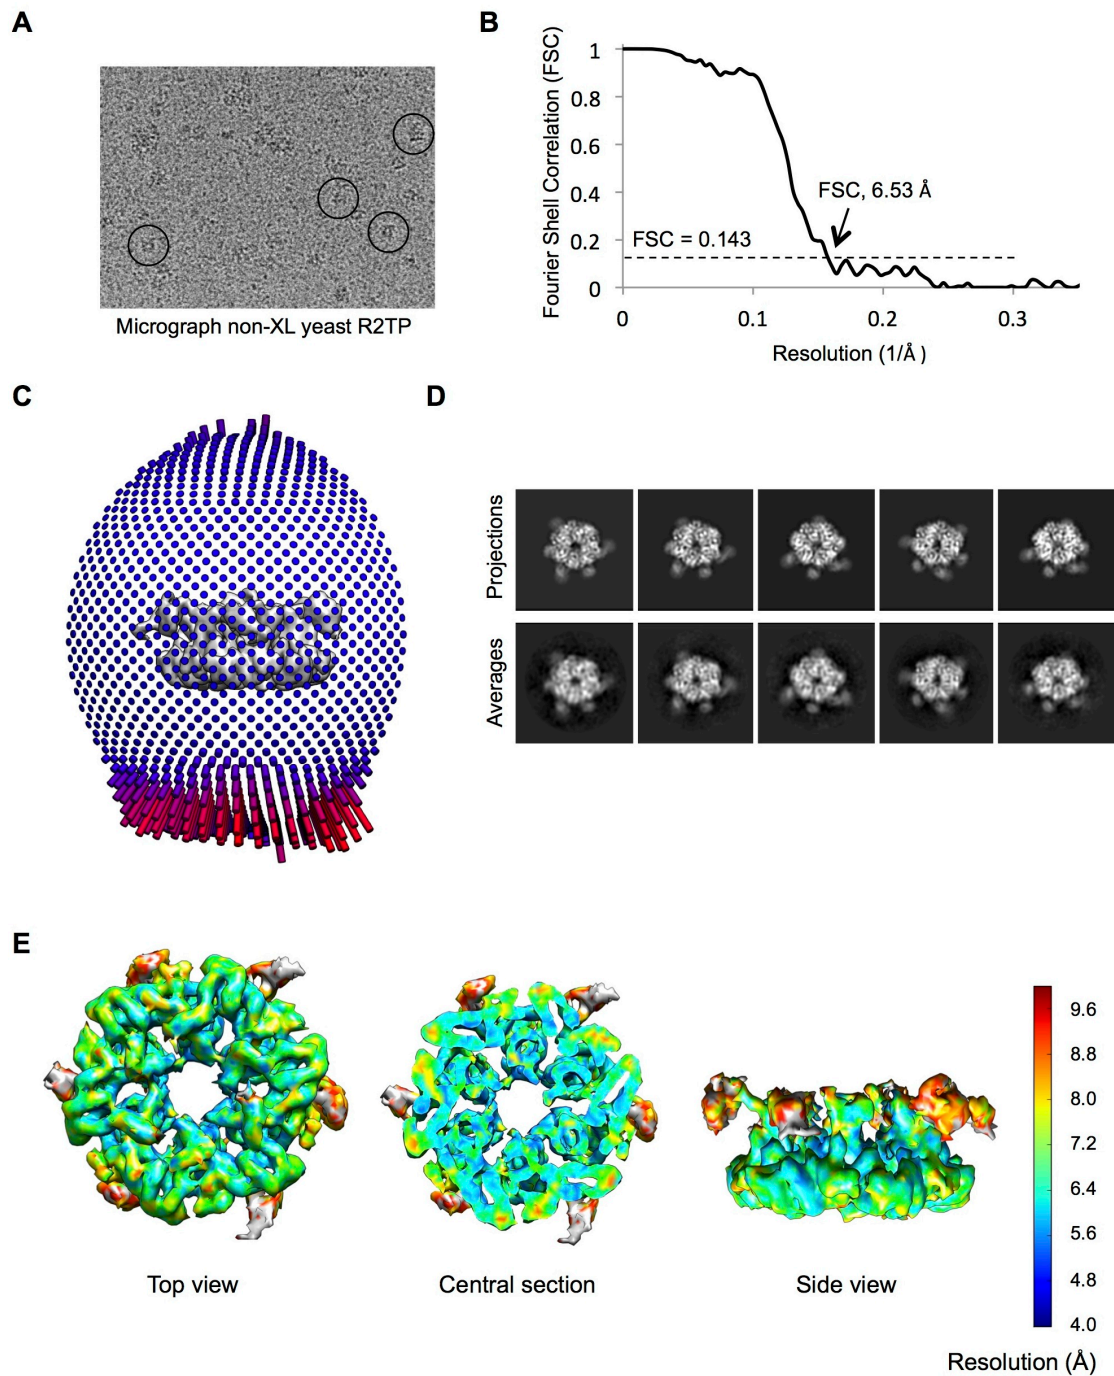 A
Micrograph non-XL yeast R2TP
B
Fourier Shell Correlation (FSC)
1
0.8
0.6
0.4
0.2
0
FSC, 6.53 Å
FSC = 0.143
0
0.1
0.2
0.3
Resolution (1/Å)
C
D
Projections
Averages
E
Top view
Central section
Side view
9.6
8.8
8.0
7.2
6.4
5.6
4.8
4.0
Resolution (Å)